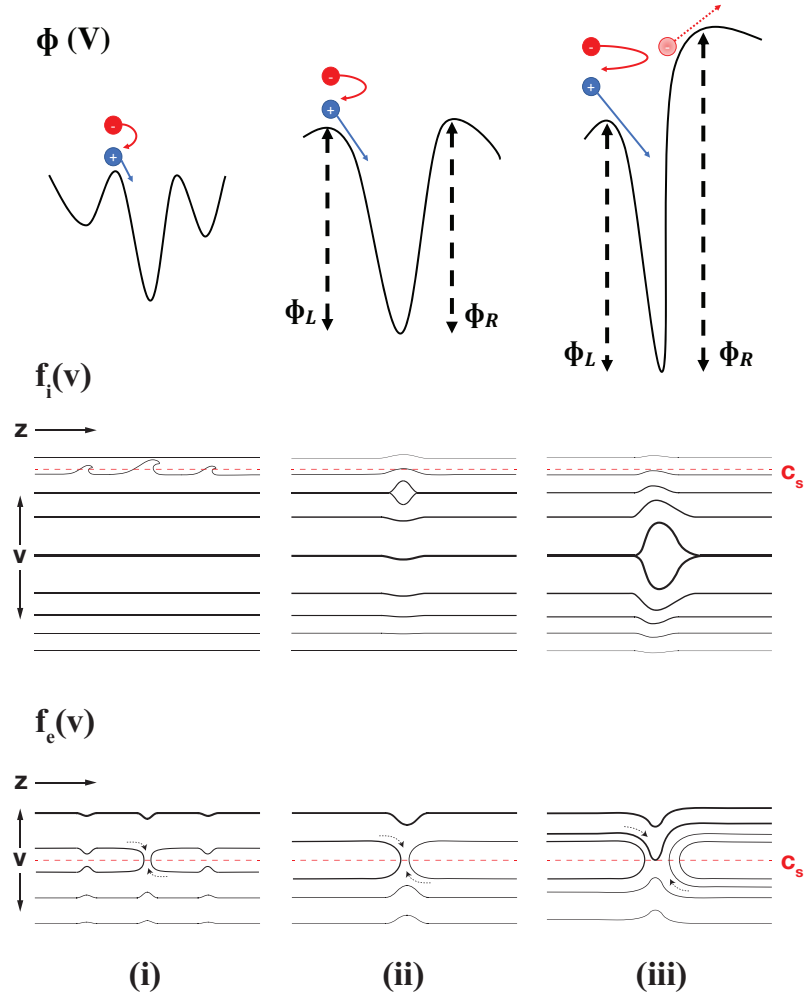 ϕ (V)
- - -
+ + +
ϕL ϕR ϕL ϕR
fi(v)
z
cs
v
fe(v)
z
v
cs
(i) (ii) (iii)